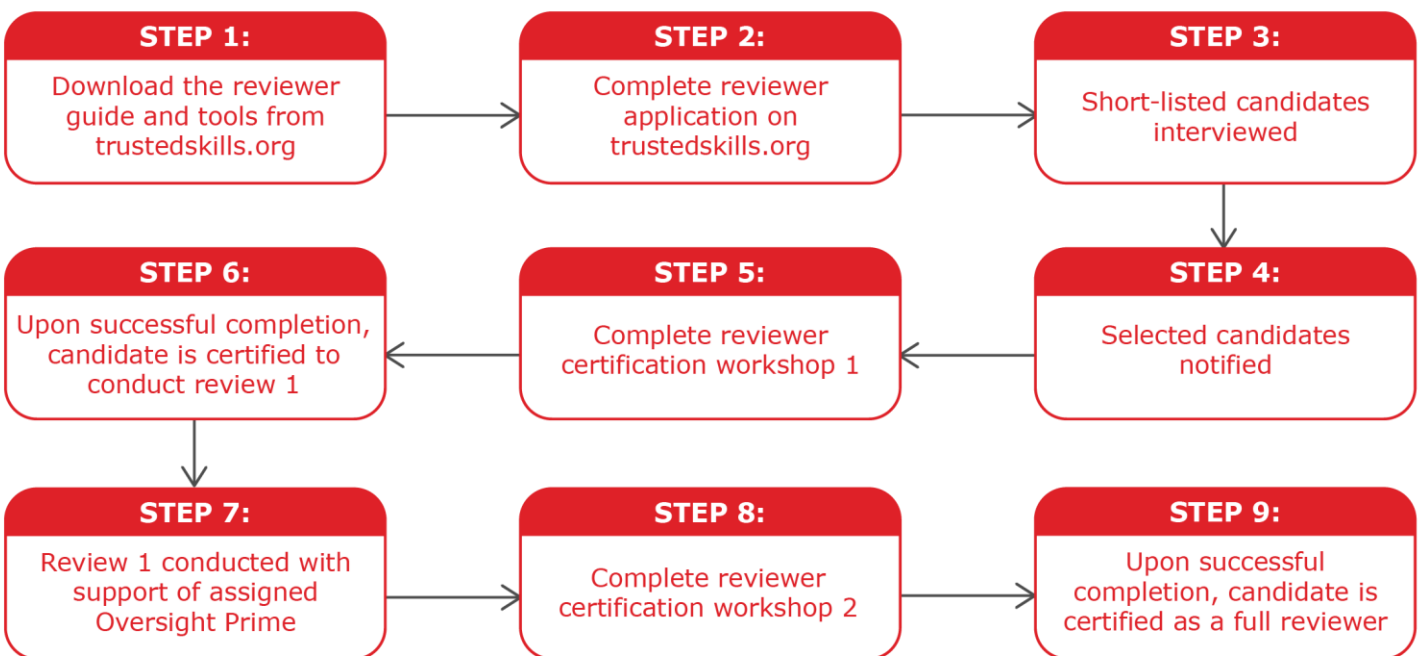 STEP 1:
Download the reviewer
guide and tools from
trustedskills.org
STEP 2:
Complete reviewer
application on
trustedskills.org
STEP 3:
Short-listed candidates
interviewed
STEP 4:
Selected candidates
notified
STEP 5:
Complete reviewer
certification workshop 1
STEP 6:
Upon successful completion,
candidate is certified to
conduct review 1
STEP 7:
Review 1 conducted with
support of assigned
Oversight Prime
STEP 8:
Complete reviewer
certification workshop 2
STEP 9:
Upon successful
completion, candidate is
certified as a full reviewer